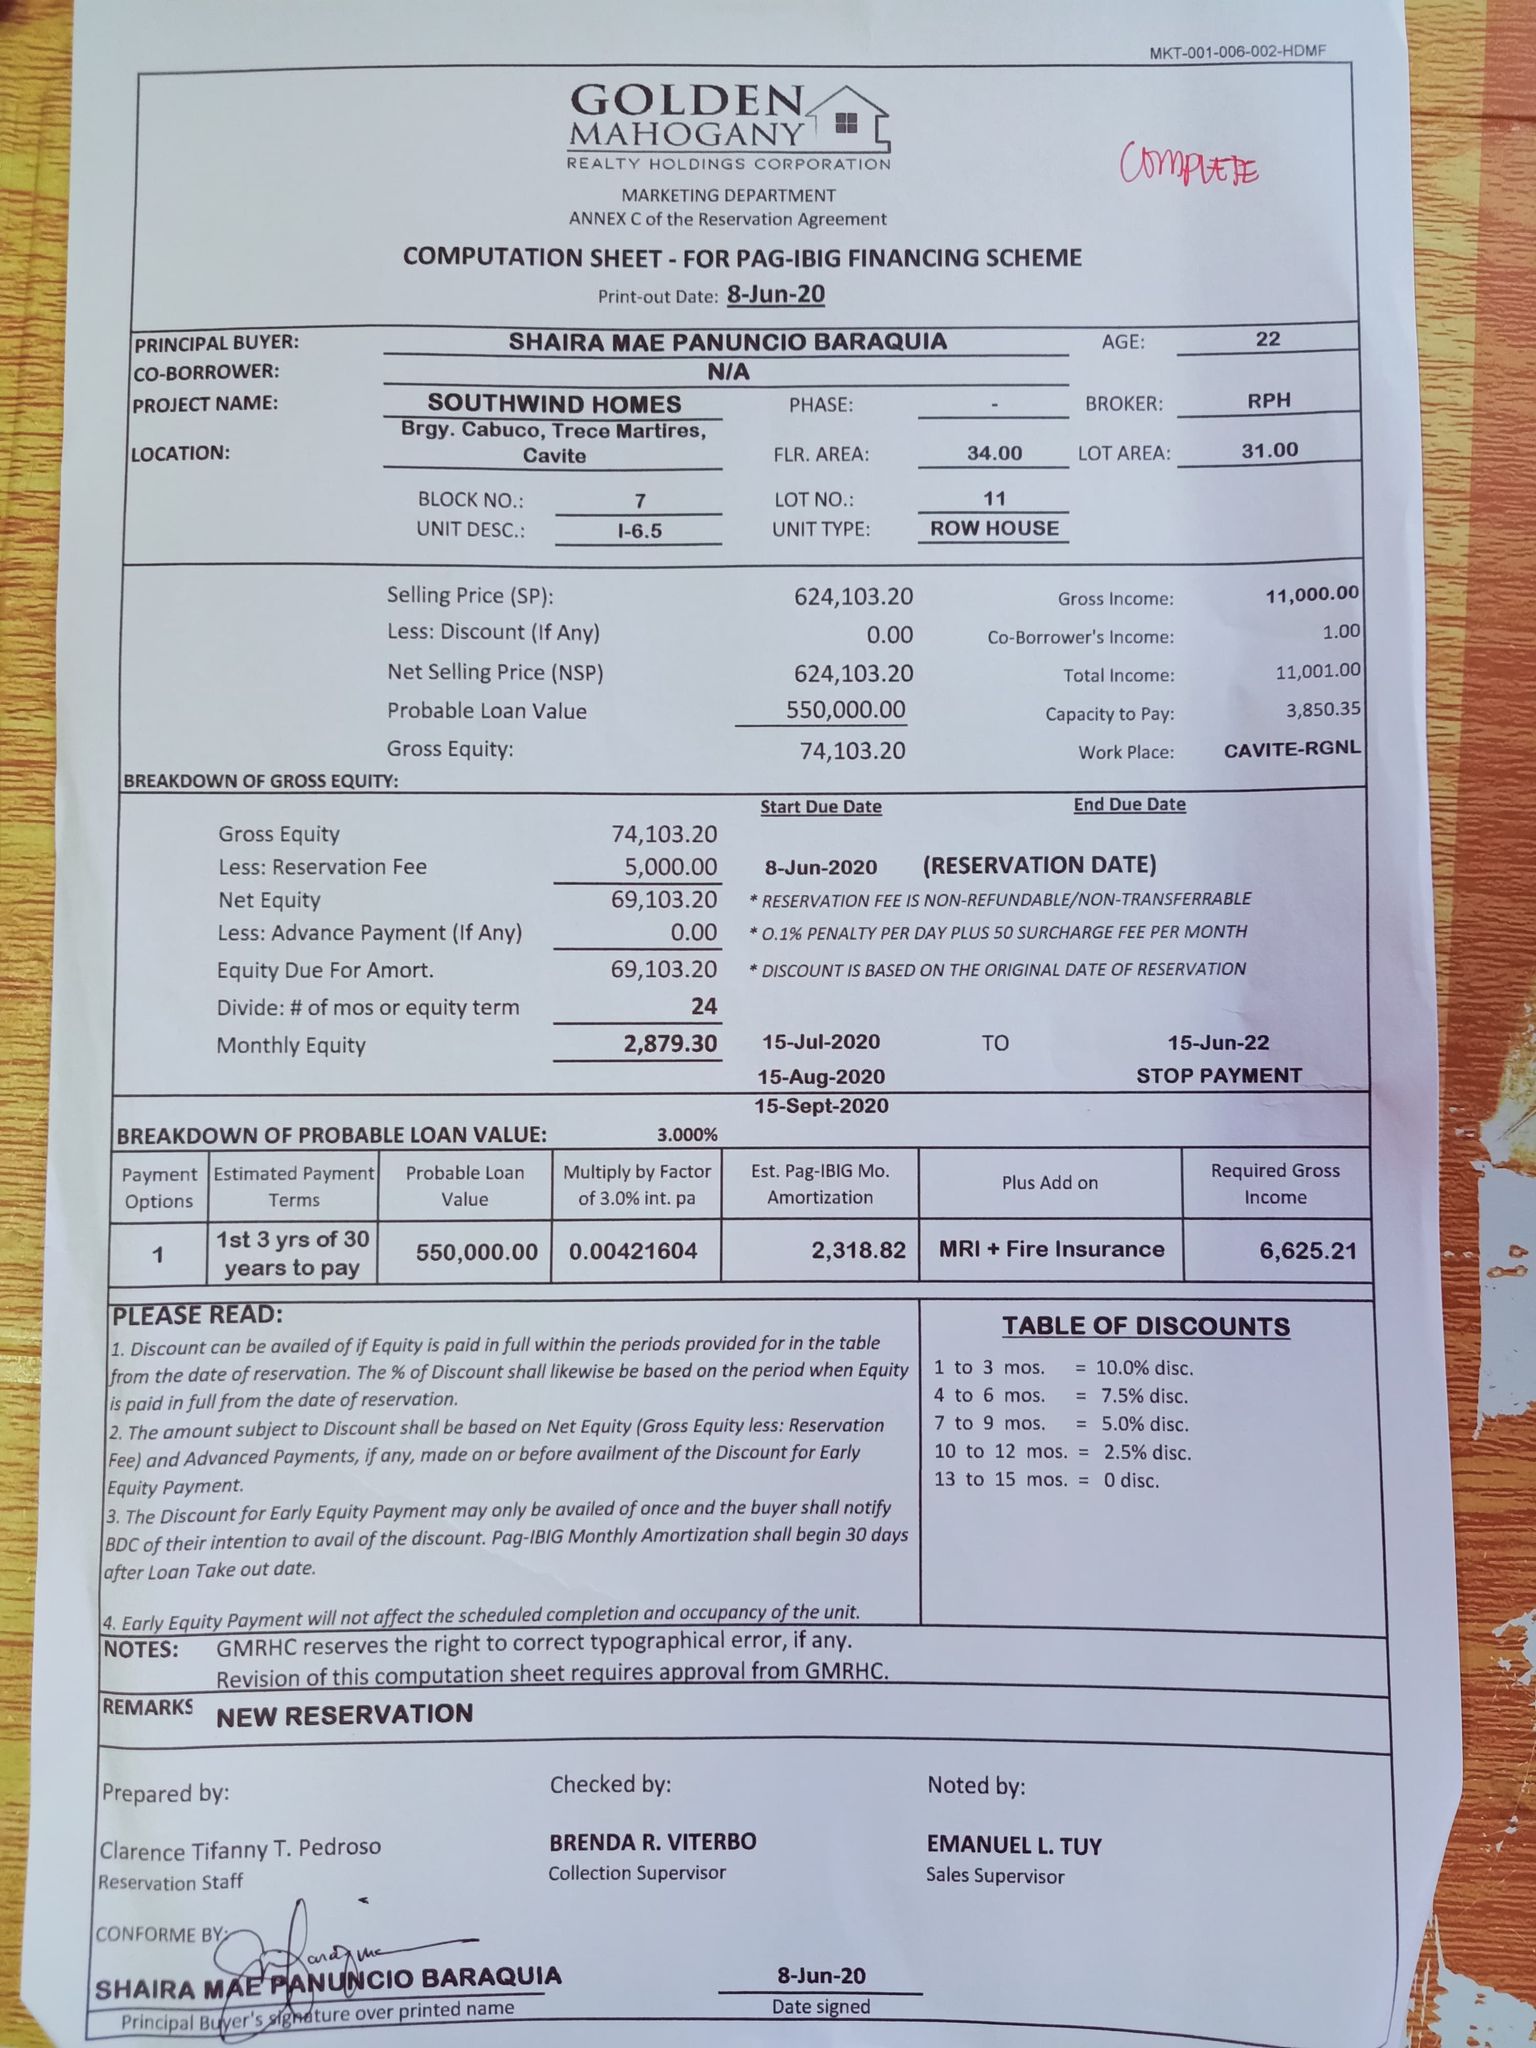 MKT-001-006-002-HDMF
GOLDEN
MAHOGANY
REALTY HOLDINGS CORPORATION
COMPLETE
MARKETING DEPARTMENT
ANNEX C of the Reservation Agreement
COMPUTATION SHEET - FOR PAG-IBIG FINANCING SCHEME
Print-out Date: 8-Jun-20
PRINCIPAL BUYER: SHAIRA MAE PANUNCIO BARAQUIA AGE: 22
CO-BORROWER: N/A
PROJECT NAME: SOUTHWIND HOMES PHASE: - BROKER: RPH
LOCATION: Brgy. Cabuco, Trece Martires, Cavite FLR. AREA: 34.00 LOT AREA: 31.00
BLOCK NO.: 7 LOT NO.: 11
UNIT DESC.: I-6.5 UNIT TYPE: ROW HOUSE
Selling Price (SP): 624,103.20 Gross Income: 11,000.00
Less: Discount (If Any) 0.00 Co-Borrower's Income: 1.00
Net Selling Price (NSP) 624,103.20 Total Income: 11,001.00
Probable Loan Value 550,000.00 Capacity to Pay: 3,850.35
Gross Equity: 74,103.20 Work Place: CAVITE-RGNL
BREAKDOWN OF GROSS EQUITY:
Start Due Date End Due Date
Gross Equity 74,103.20
Less: Reservation Fee 5,000.00 8-Jun-2020 (RESERVATION DATE)
Net Equity 69,103.20 * RESERVATION FEE IS NON-REFUNDABLE/NON-TRANSFERRABLE
Less: Advance Payment (If Any) 0.00 * 0.1% PENALTY PER DAY PLUS 50 SURCHARGE FEE PER MONTH
Equity Due For Amort. 69,103.20 * DISCOUNT IS BASED ON THE ORIGINAL DATE OF RESERVATION
Divide: # of mos or equity term 24
Monthly Equity 2,879.30 15-Jul-2020 TO 15-Jun-22
15-Aug-2020 STOP PAYMENT
15-Sept-2020
BREAKDOWN OF PROBABLE LOAN VALUE: 3.000%
Payment Options Estimated Payment Terms Probable Loan Value Multiply by Factor of 3.0% int. pa Est. Pag-IBIG Mo. Amortization Plus Add on Required Gross Income
1 1st 3 yrs of 30 years to pay 550,000.00 0.00421604 2,318.82 MRI + Fire Insurance 6,625.21
PLEASE READ:
1. Discount can be availed of if Equity is paid in full within the periods provided for in the table
from the date of reservation. The % of Discount shall likewise be based on the period when Equity
is paid in full from the date of reservation.
2. The amount subject to Discount shall be based on Net Equity (Gross Equity less: Reservation
Fee) and Advanced Payments, if any, made on or before availment of the Discount for Early
Equity Payment.
3. The Discount for Early Equity Payment may only be availed of once and the buyer shall notify
BDC of their intention to avail of the discount. Pag-IBIG Monthly Amortization shall begin 30 days
after Loan Take out date.
4. Early Equity Payment will not affect the scheduled completion and occupancy of the unit.
TABLE OF DISCOUNTS
1 to 3 mos. = 10.0% disc.
4 to 6 mos. = 7.5% disc.
7 to 9 mos. = 5.0% disc.
10 to 12 mos. = 2.5% disc.
13 to 15 mos. = 0 disc.
NOTES: GMRHC reserves the right to correct typographical error, if any.
Revision of this computation sheet requires approval from GMRHC.
REMARKS NEW RESERVATION
Prepared by: Checked by: Noted by:
Clarence Tifanny T. Pedroso BRENDA R. VITERBO EMANUEL L. TUY
Reservation Staff Collection Supervisor Sales Supervisor
CONFORME BY:
SHAIRA MAE PANUNCIO BARAQUIA 8-Jun-20
Principal Buyer's signature over printed name Date signed